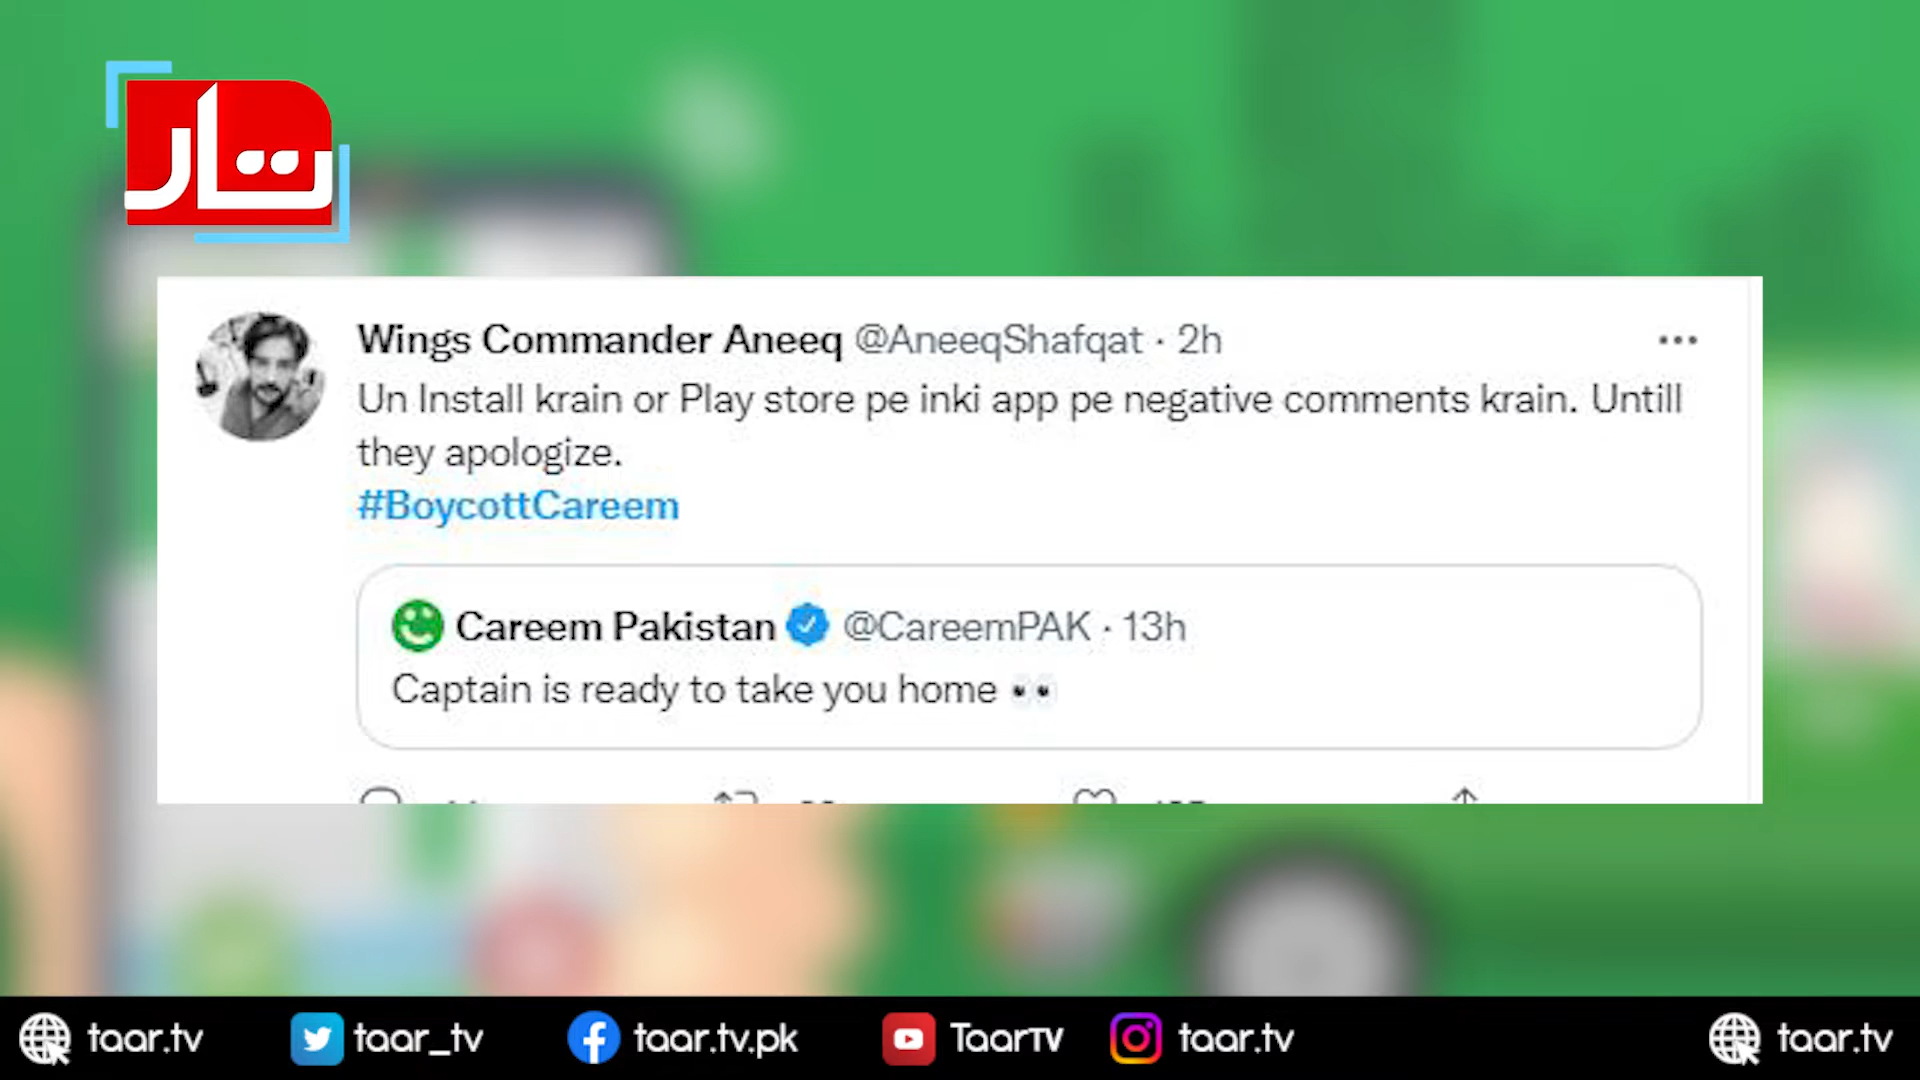 تار
Wings Commander Aneeq @AneeqShafqat · 2h
Un Install krain or Play store pe inki app pe negative comments krain. Untill
they apologize.
#BoycottCareem
Careem Pakistan @CareemPAK · 13h
Captain is ready to take you home 👀
taar.tv taar_tv taar.tv.pk TaarTV taar.tv taar.tv